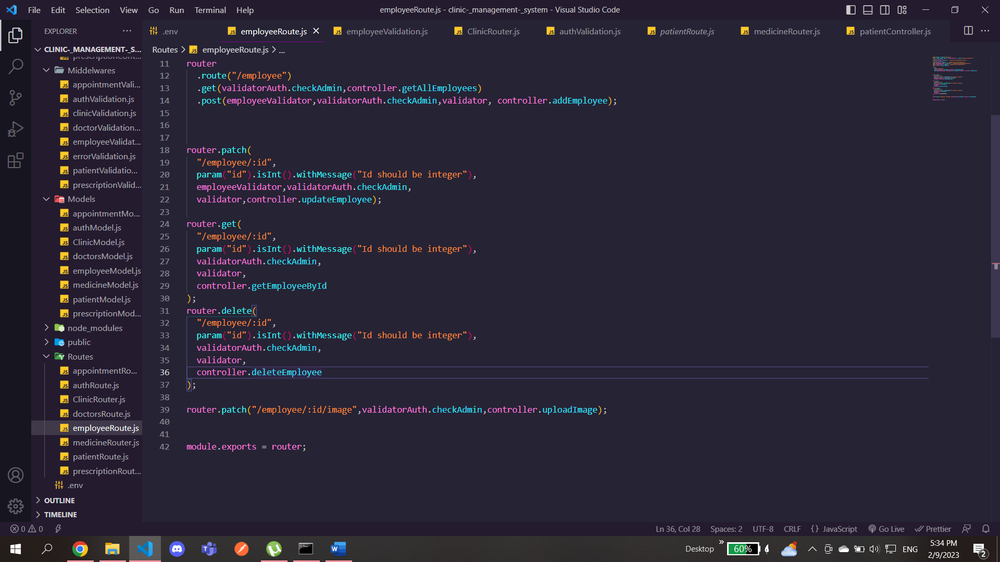 File Edit Selection View Go Run Terminal Help
employeeRoute.js - clinic-_management-_system - Visual Studio Code
EXPLORER
.env
employeeRoute.js
employeeValidation.js
ClinicRouter.js
authValidation.js
patientRoute.js
medicineRouter.js
patientController.js
CLINIC-_MANAGEMENT-_S...
prescriptionCont...
Middelwares
appointmentVali...
authValidation.js
clinicValidation.js
doctorValidation...
employeeValidat...
errorValidation.js
patientValidatio...
prescriptionValid...
Models
appointmentMo...
authModel.js
ClinicModel.js
doctorsModel.js
employeeModel.js
medicineModel.js
patientModel.js
prescriptionMod...
node_modules
public
Routes
appointmentRo...
authRoute.js
ClinicRouter.js
doctorsRoute.js
employeeRoute.js
medicineRouter.js
patientRoute.js
prescriptionRout...
.env
OUTLINE
TIMELINE
Routes > employeeRoute.js > ...
11 router
12 .route("/employee")
13 .get(validatorAuth.checkAdmin,controller.getAllEmployees)
14 .post(employeeValidator,validatorAuth.checkAdmin,validator, controller.addEmployee);
15
16
17
18 router.patch(
19 "/employee/:id",
20 param("id").isInt().withMessage("Id should be integer"),
21 employeeValidator,validatorAuth.checkAdmin,
22 validator,controller.updateEmployee);
23
24 router.get(
25 "/employee/:id",
26 param("id").isInt().withMessage("Id should be integer"),
27 validatorAuth.checkAdmin,
28 validator,
29 controller.getEmployeeById
30 );
31 router.delete(
32 "/employee/:id",
33 param("id").isInt().withMessage("Id should be integer"),
34 validatorAuth.checkAdmin,
35 validator,
36 controller.deleteEmployee
37 );
38
39 router.patch("/employee/:id/image",validatorAuth.checkAdmin,controller.uploadImage);
40
41
42 module.exports = router;
0 0
Ln 36, Col 28 Spaces: 2 UTF-8 CRLF {} JavaScript Go Live Prettier
Desktop 60% ENG
5:34 PM
2/9/2023
2